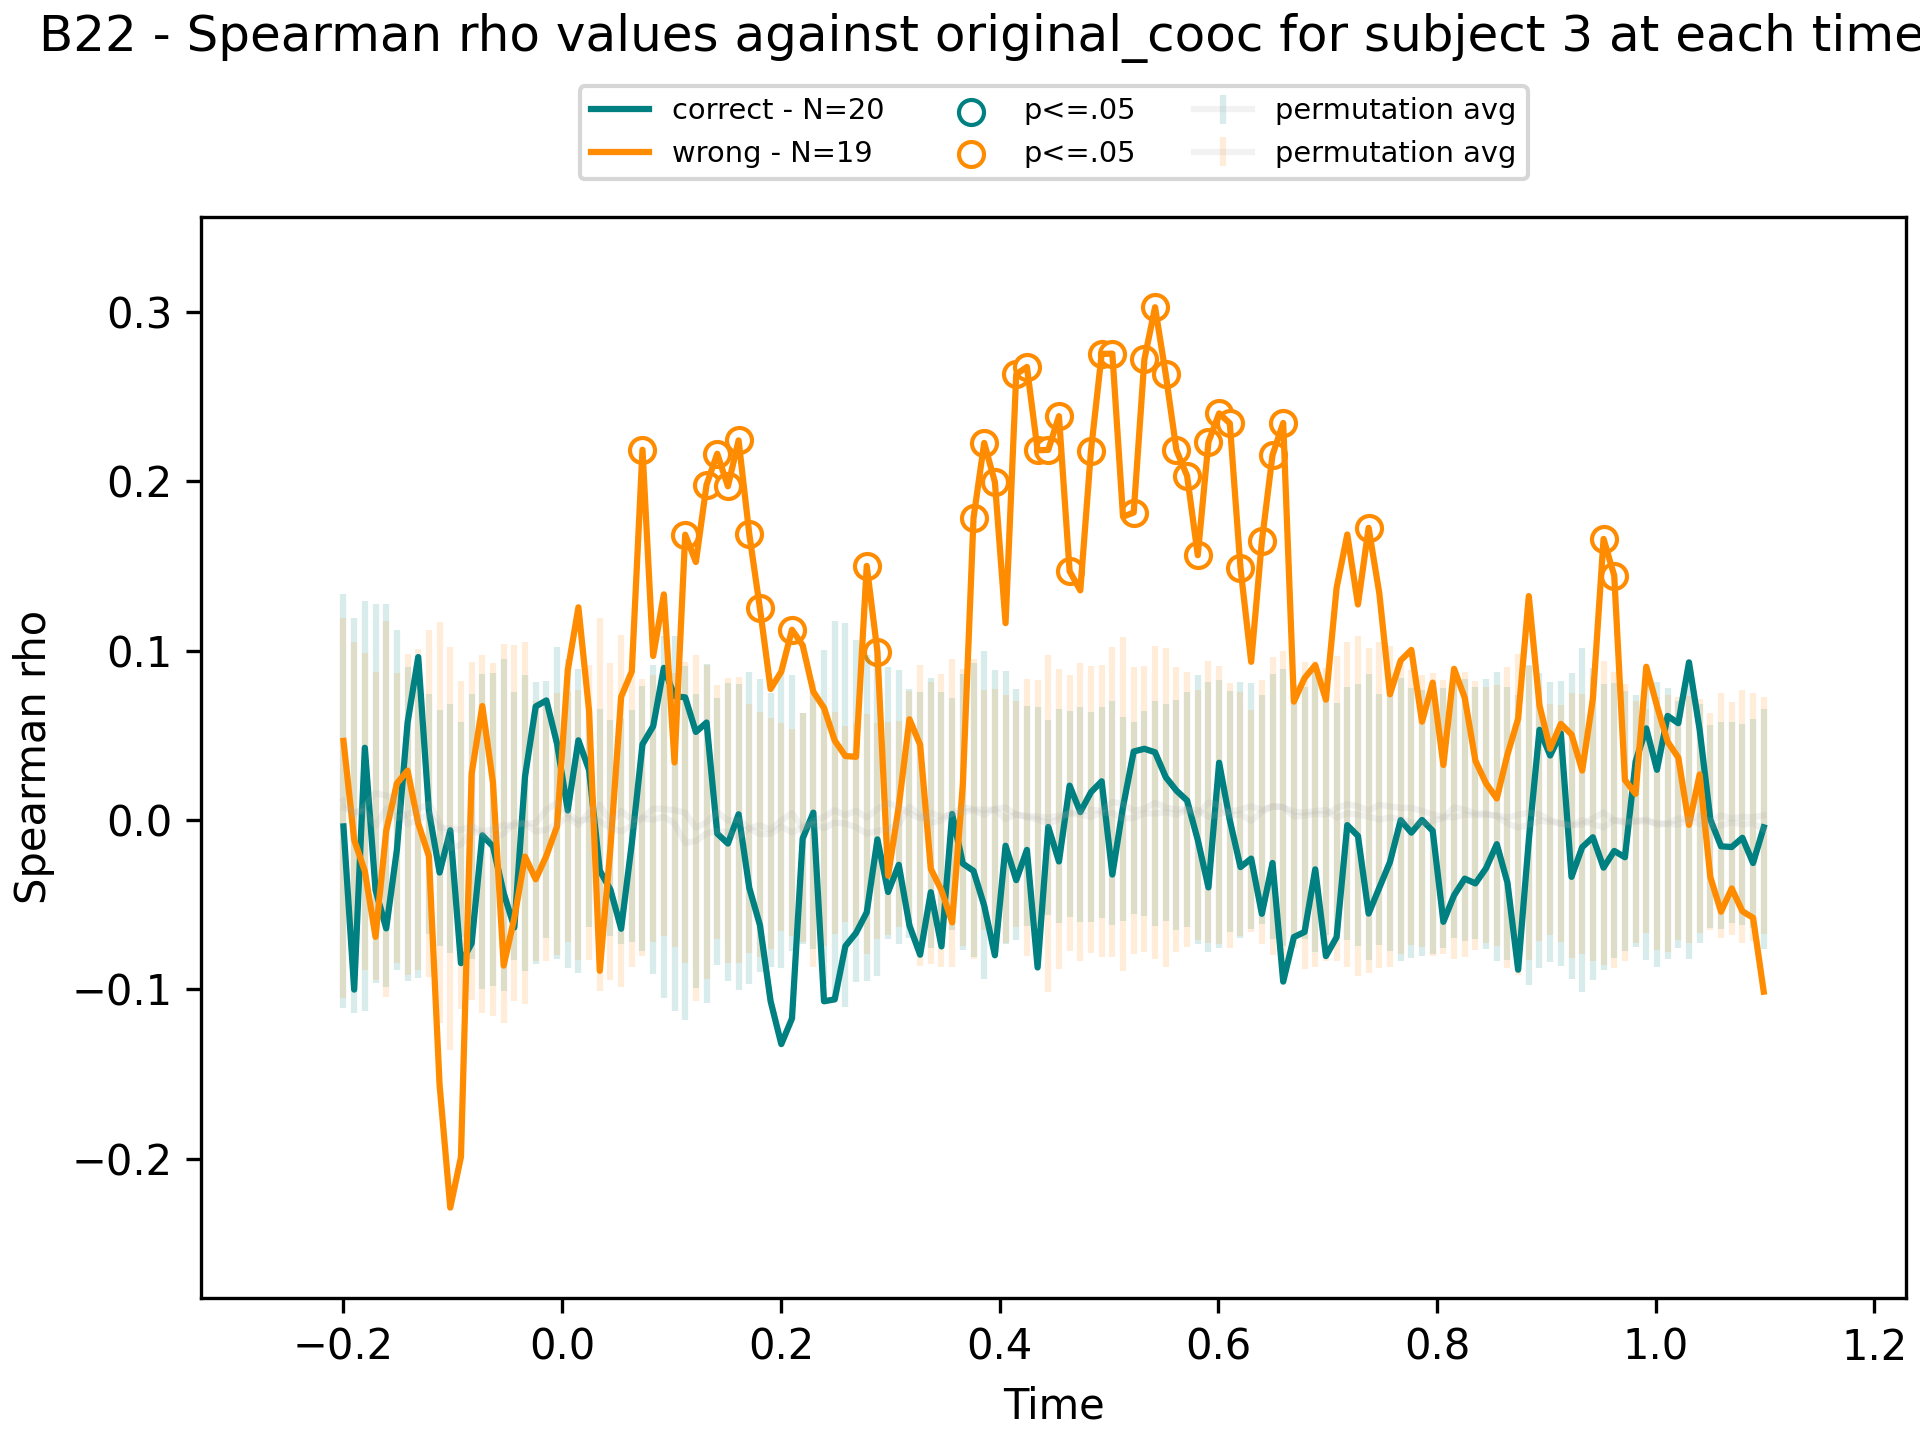 B22 - Spearman rho values against original_cooc for subject 3 at each time
correct - N=20
wrong - N=19
p<=.05
p<=.05
permutation avg
permutation avg
Spearman rho
0.3
0.2
0.1
0.0
−0.1
−0.2
−0.2 0.0 0.2 0.4 0.6 0.8 1.0 1.2
Time